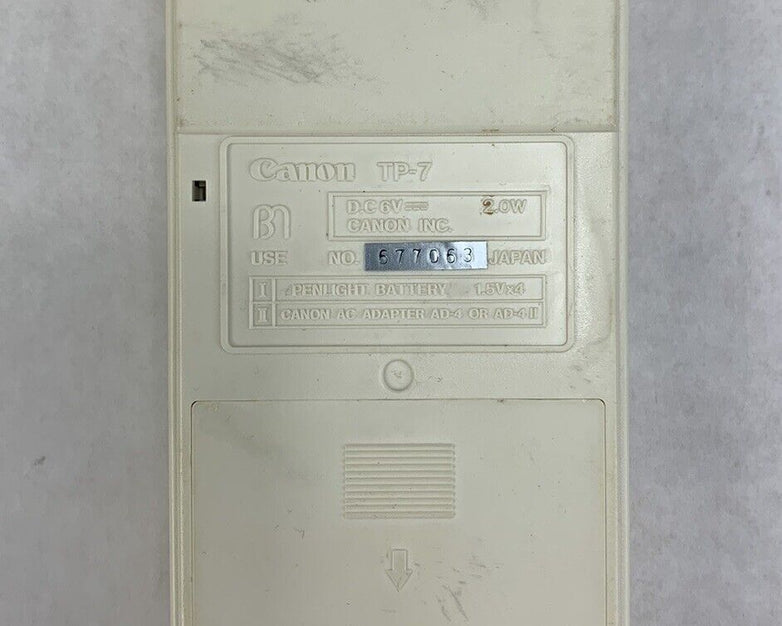 Canon TP-7
D.C 6V 2.0W
CANON INC.
USE NO. 677063 JAPAN
I PENLIGHT BATTERY 1.5V×4
II CANON AC ADAPTER AD-4 OR AD-4 II